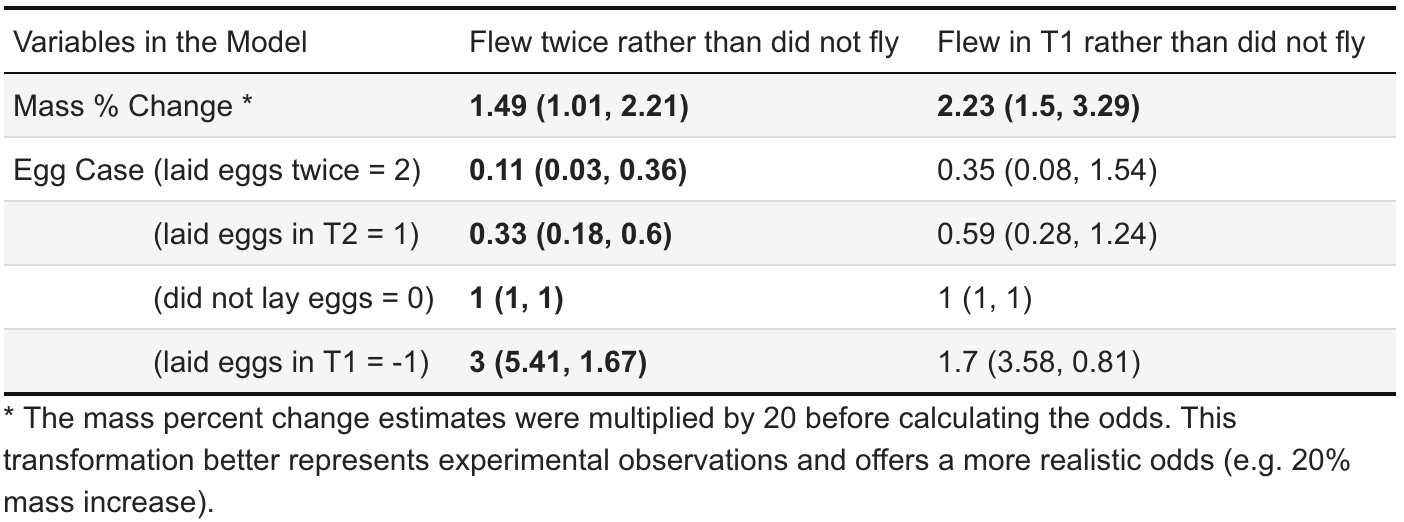 Variables in the Model Flew twice rather than did not fly Flew in T1 rather than did not fly
Mass % Change * 1.49 (1.01, 2.21) 2.23 (1.5, 3.29)
Egg Case (laid eggs twice = 2) 0.11 (0.03, 0.36) 0.35 (0.08, 1.54)
(laid eggs in T2 = 1) 0.33 (0.18, 0.6) 0.59 (0.28, 1.24)
(did not lay eggs = 0) 1 (1, 1) 1 (1, 1)
(laid eggs in T1 = -1) 3 (5.41, 1.67) 1.7 (3.58, 0.81)
* The mass percent change estimates were multiplied by 20 before calculating the odds. This
transformation better represents experimental observations and offers a more realistic odds (e.g. 20%
mass increase).